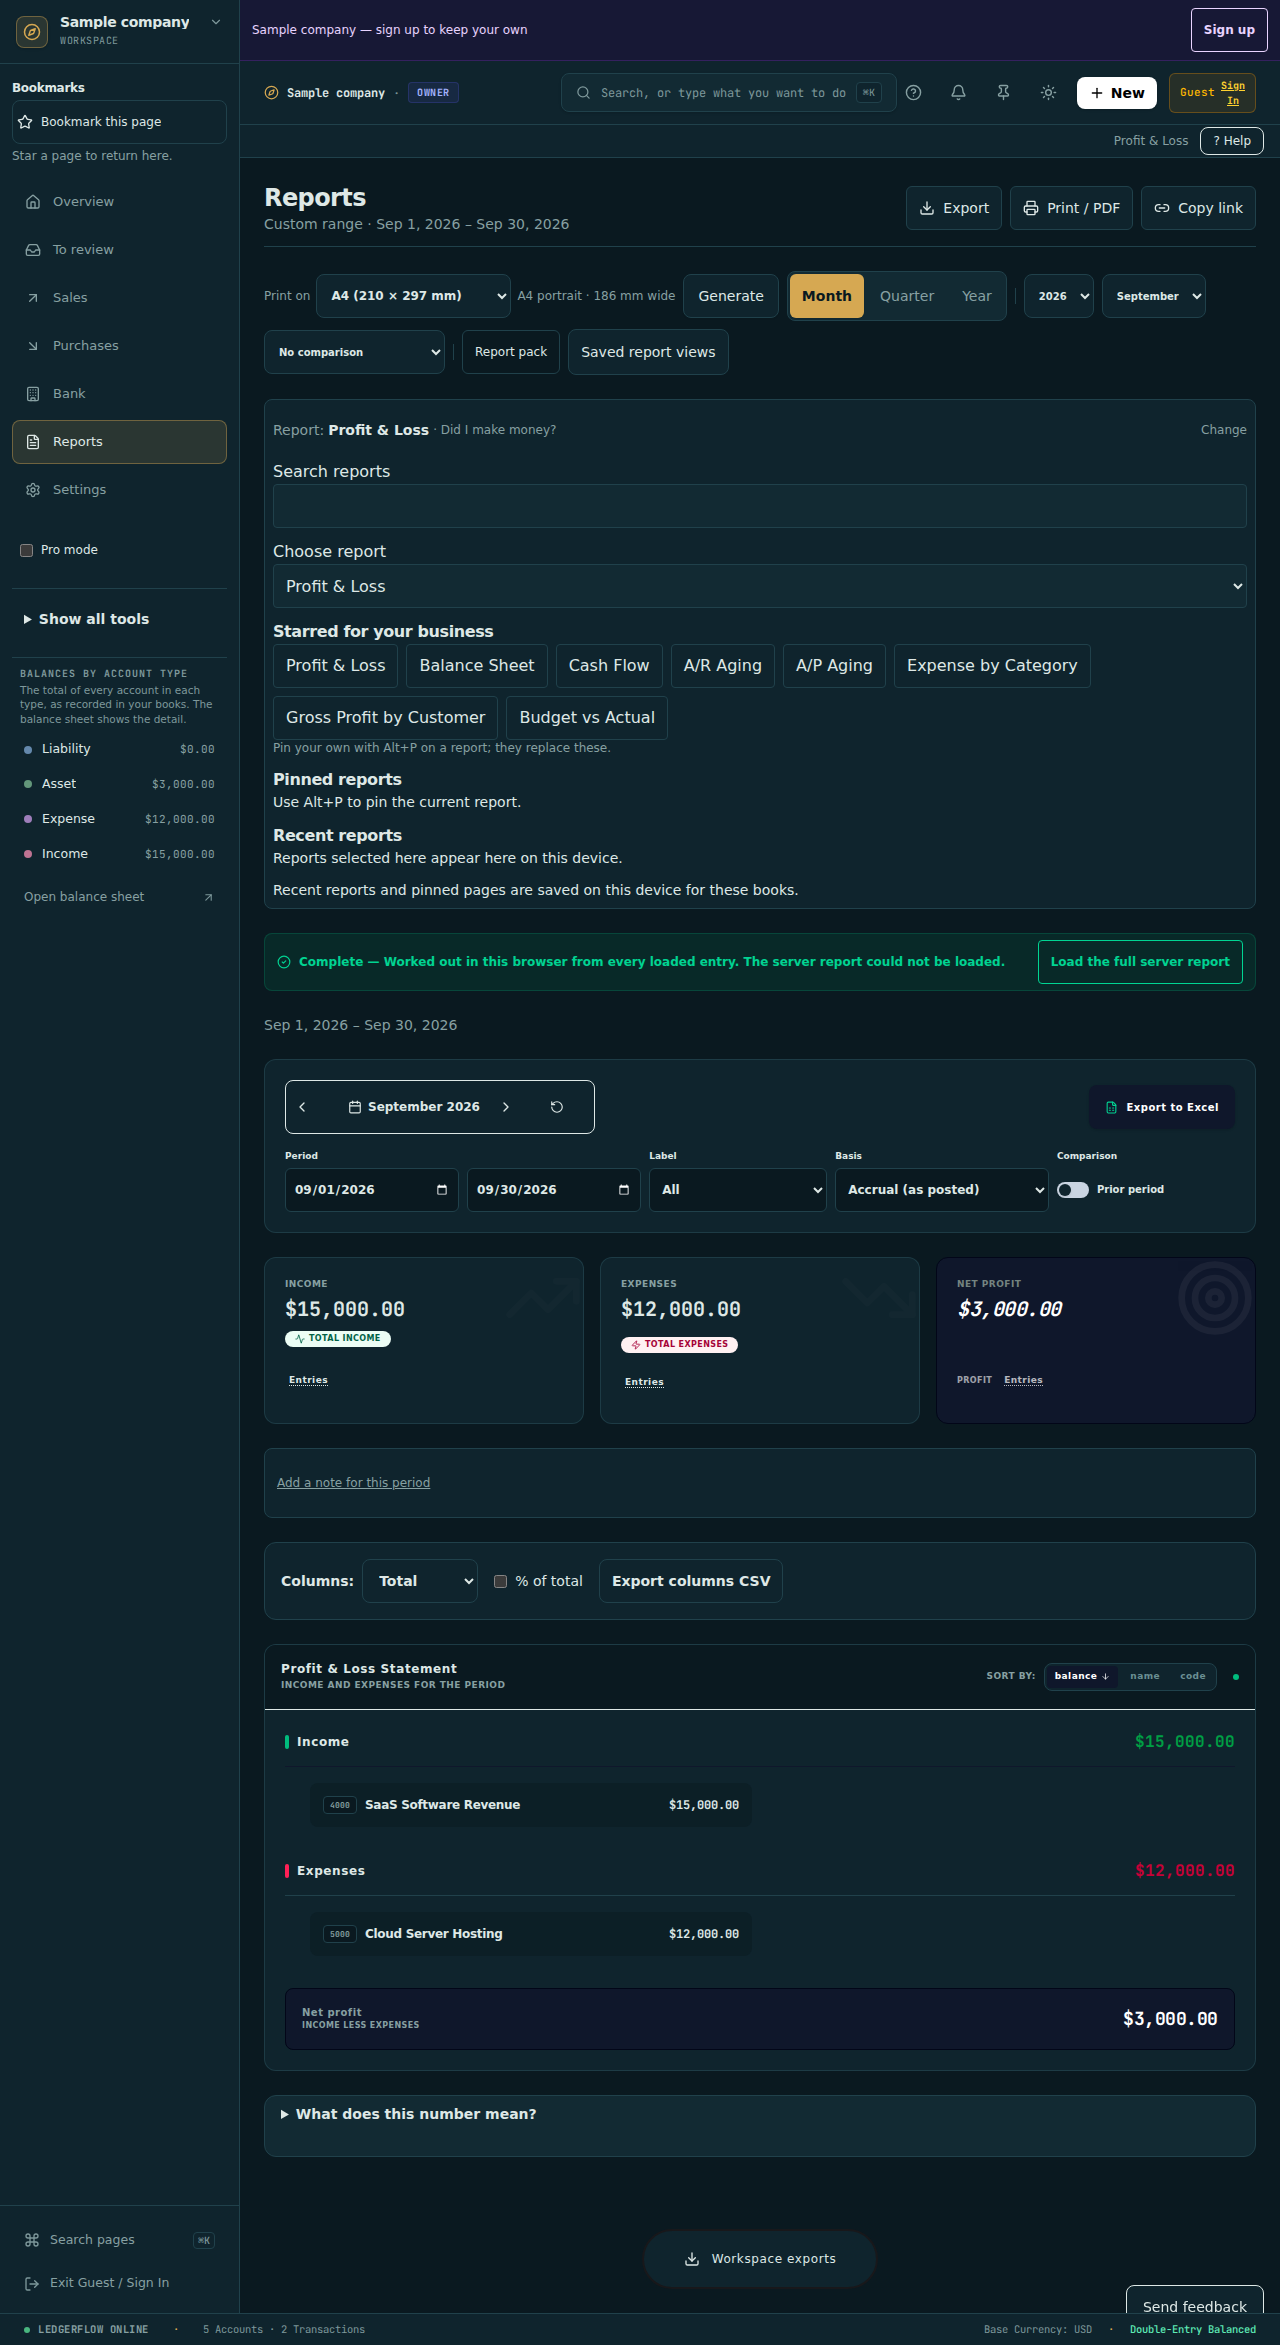 Sample company
WORKSPACE
Bookmarks
Bookmark this page
Star a page to return here.
Overview
To review
Sales
Purchases
Bank
Reports
Settings
Pro mode
Show all tools
BALANCES BY ACCOUNT TYPE
The total of every account in each
type, as recorded in your books. The
balance sheet shows the detail.
Liability $0.00
Asset $3,000.00
Expense $12,000.00
Income $15,000.00
Open balance sheet
Search pages ⌘K
Exit Guest / Sign In
Sample company — sign up to keep your own Sign up
Sample company · OWNER Search, or type what you want to do ⌘K New Guest Sign
In
Profit & Loss ? Help
Reports
Custom range · Sep 1, 2026 – Sep 30, 2026
Export Print / PDF Copy link
Print on A4 (210 × 297 mm) A4 portrait · 186 mm wide Generate Month Quarter Year 2026 September
No comparison Report pack Saved report views
Report: Profit & Loss · Did I make money? Change
Search reports
Choose report
Profit & Loss
Starred for your business
Profit & Loss Balance Sheet Cash Flow A/R Aging A/P Aging Expense by Category
Gross Profit by Customer Budget vs Actual
Pin your own with Alt+P on a report; they replace these.
Pinned reports
Use Alt+P to pin the current report.
Recent reports
Reports selected here appear here on this device.
Recent reports and pinned pages are saved on this device for these books.
Complete — Worked out in this browser from every loaded entry. The server report could not be loaded. Load the full server report
Sep 1, 2026 – Sep 30, 2026
September 2026 Export to Excel
Period Label Basis Comparison
09/01/2026 09/30/2026 All Accrual (as posted) Prior period
INCOME
$15,000.00
TOTAL INCOME
Entries
EXPENSES
$12,000.00
TOTAL EXPENSES
Entries
NET PROFIT
$3,000.00
PROFIT Entries
Add a note for this period
Columns: Total % of total Export columns CSV
Profit & Loss Statement
INCOME AND EXPENSES FOR THE PERIOD
SORT BY: balance ↓ name code
Income $15,000.00
4000 SaaS Software Revenue $15,000.00
Expenses $12,000.00
5000 Cloud Server Hosting $12,000.00
Net profit
INCOME LESS EXPENSES
$3,000.00
What does this number mean?
Workspace exports
Send feedback
LEDGERFLOW ONLINE · 5 Accounts · 2 Transactions Base Currency: USD · Double-Entry Balanced